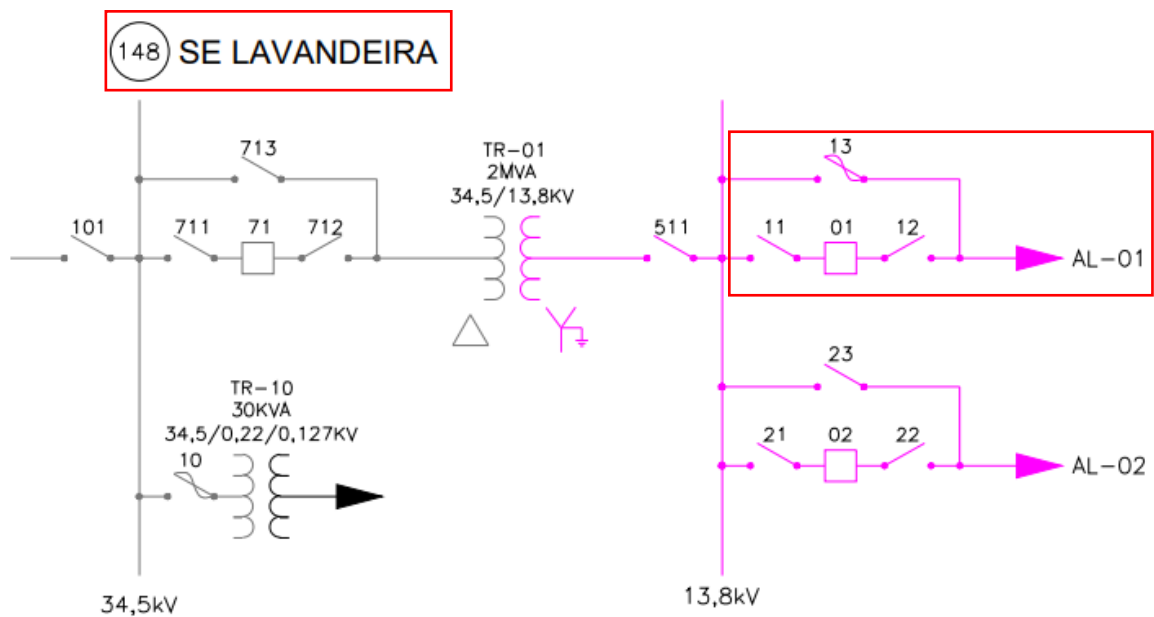 148 SE LAVANDEIRA
713
TR-01
2MVA
34,5/13,8KV
13
101
711
71
712
511
11
01
12
AL-01
TR-10
30KVA
34,5/0,22/0,127KV
10
23
21
02
22
AL-02
34,5kV
13,8kV